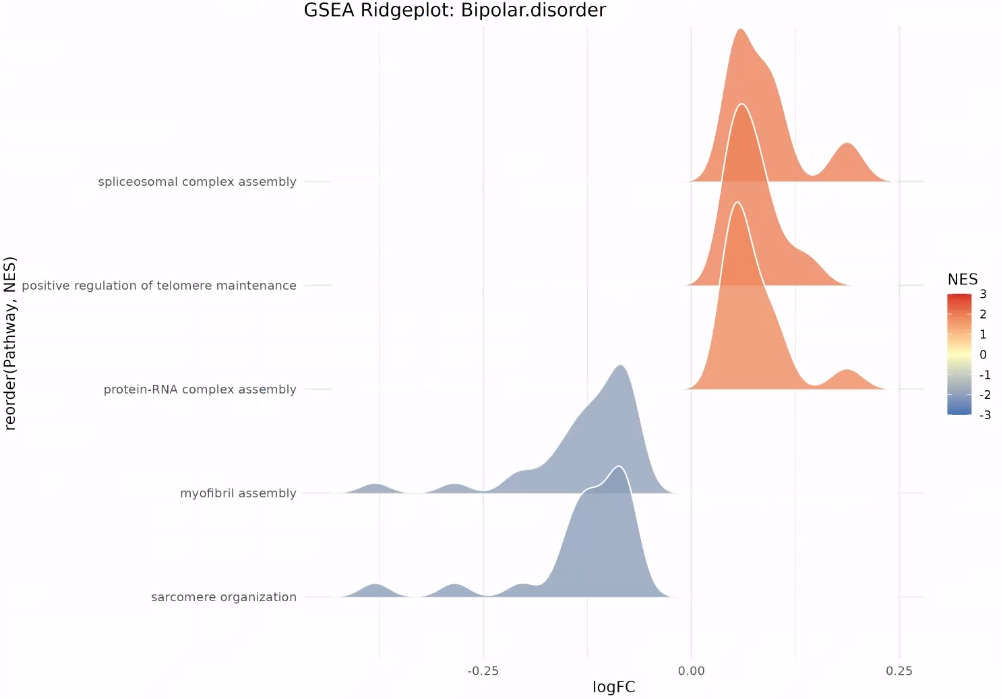 GSEA Ridgeplot: Bipolar.disorder
reorder(Pathway, NES)
spliceosomal complex assembly
positive regulation of telomere maintenance
protein-RNA complex assembly
myofibril assembly
sarcomere organization
-0.25
0.00
0.25
logFC
NES
3
2
1
0
-1
-2
-3